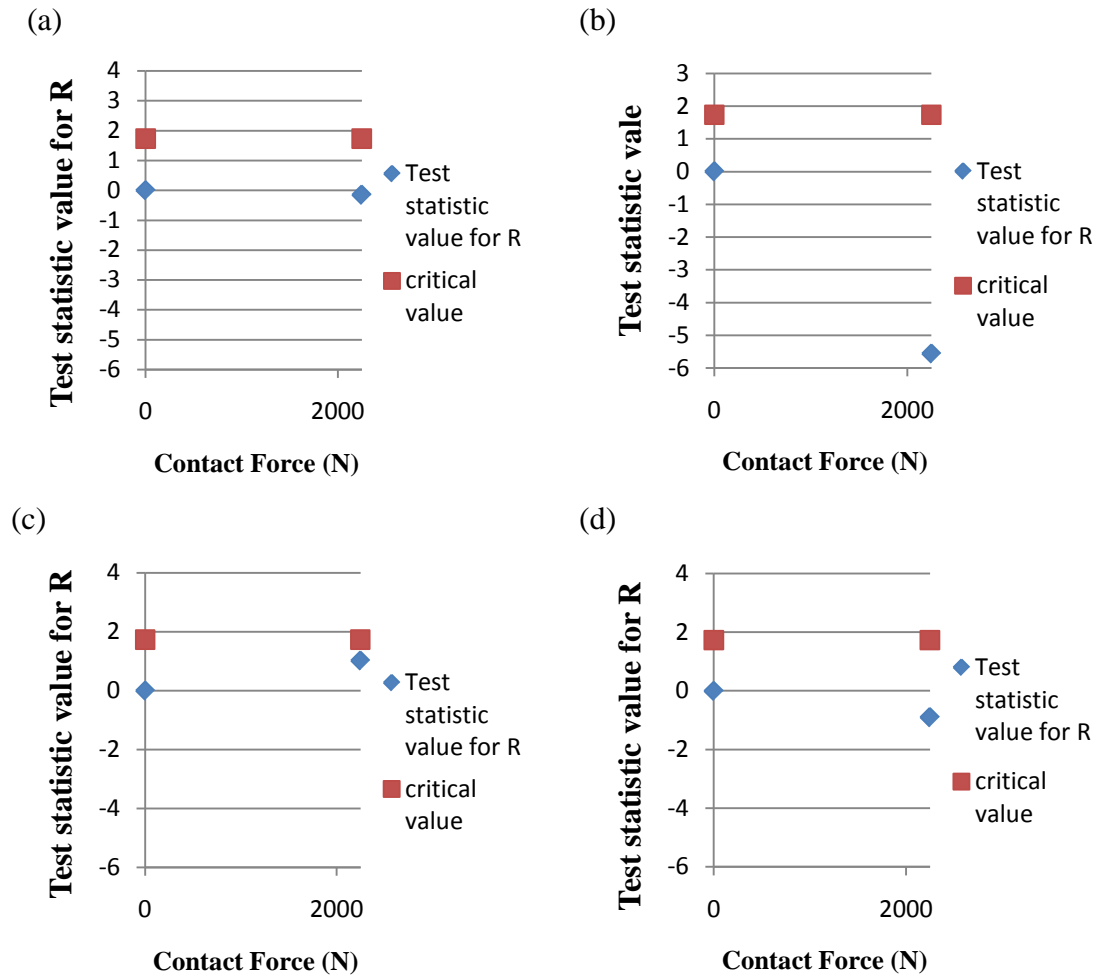 (a)
Test statistic value for R
4
3
2
1
0
-1
-2
-3
-4
-5
-6
0
2000
Contact Force (N)
Test
statistic
value for R
critical
value
(b)
Test statistic vale
3
2
1
0
-1
-2
-3
-4
-5
-6
0
2000
Contact Force (N)
Test
statistic
value for R
critical
value
(c)
Test statistic value for R
4
2
0
-2
-4
-6
0
2000
Contact Force (N)
Test
statistic
value for R
critical
value
(d)
Test statistic value for R
4
2
0
-2
-4
-6
0
2000
Contact Force (N)
Test
statistic
value for R
critical
value